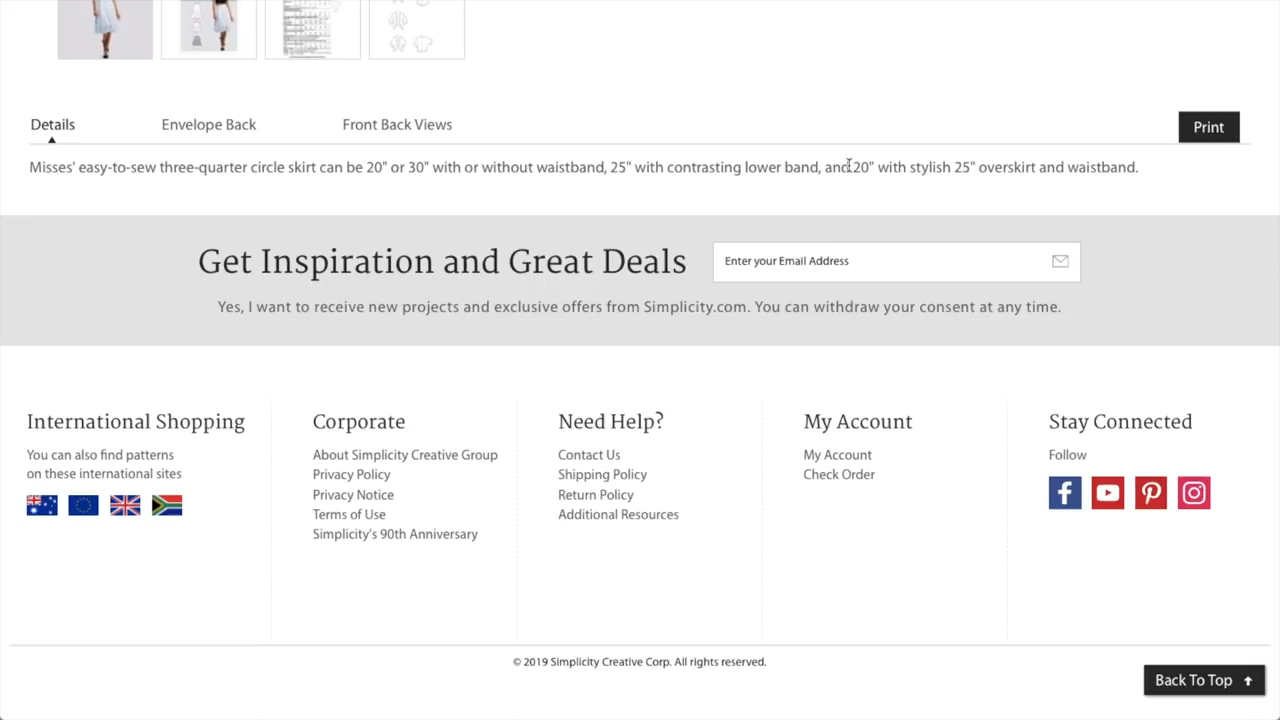 Details
Envelope Back
Front Back Views
Print
Misses' easy-to-sew three-quarter circle skirt can be 20" or 30" with or without waistband, 25" with contrasting lower band, and 20" with stylish 25" overskirt and waistband.
Get Inspiration and Great Deals
Enter your Email Address
Yes, I want to receive new projects and exclusive offers from Simplicity.com. You can withdraw your consent at any time.
International Shopping
You can also find patterns
on these international sites
Corporate
About Simplicity Creative Group
Privacy Policy
Privacy Notice
Terms of Use
Simplicity's 90th Anniversary
Need Help?
Contact Us
Shipping Policy
Return Policy
Additional Resources
My Account
My Account
Check Order
Stay Connected
Follow
© 2019 Simplicity Creative Corp. All rights reserved.
Back To Top